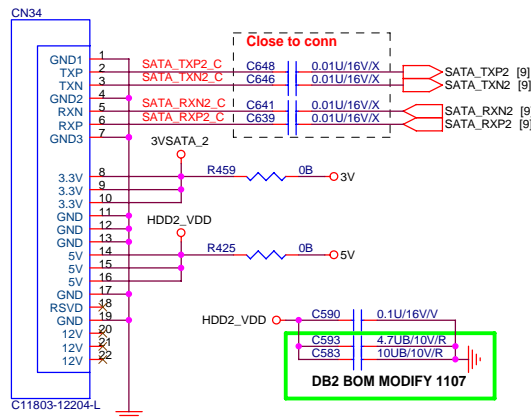 CN34
Close to conn
GND1 1
TXP 2 SATA_TXP2_C C648 0.01U/16V/X SATA_TXP2 [9]
TXN 3 SATA_TXN2_C C646 0.01U/16V/X SATA_TXN2 [9]
GND2 4
RXN 5 SATA_RXN2_C C641 0.01U/16V/X SATA_RXN2 [9]
RXP 6 SATA_RXP2_C C639 0.01U/16V/X SATA_RXP2 [9]
GND3 7
3VSATA_2
3.3V 8 R459 0B 3V
3.3V 9
3.3V 10
GND 11
GND 12 HDD2_VDD
GND 13
5V 14 R425 0B 5V
5V 15
5V 16
GND 17
RSVD 18
GND 19 HDD2_VDD C590 0.1U/16V/V
12V 20
12V 21 C593 4.7UB/10V/R
12V 22 C583 10UB/10V/R
DB2 BOM MODIFY 1107
C11803-12204-L